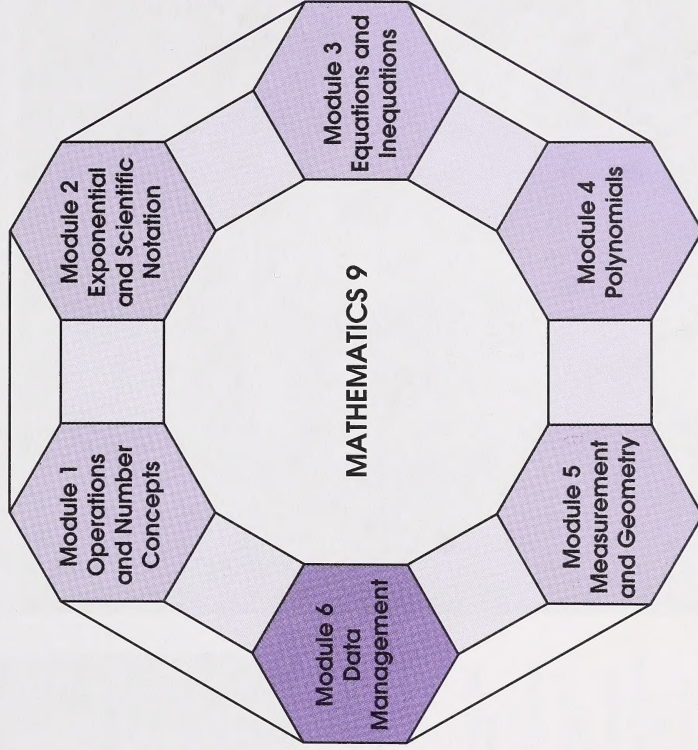 MATHEMATICS 9
Module 1
Operations
and Number
Concepts
Module 2
Exponential
and Scientific
Notation
Module 3
Equations and
Inequations
Module 4
Polynomials
Module 5
Measurement
and Geometry
Module 6
Data
Management